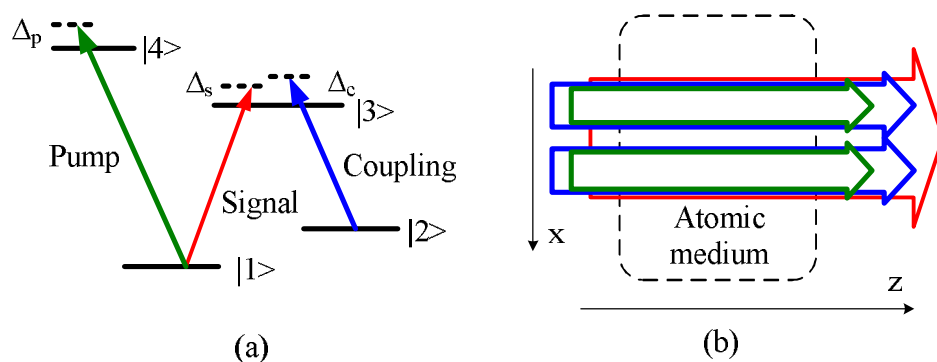 Δp
|4>
Δs
Δc
|3>
Pump
Coupling
Signal
|2>
|1>
(a)
x
Atomic
medium
z
(b)